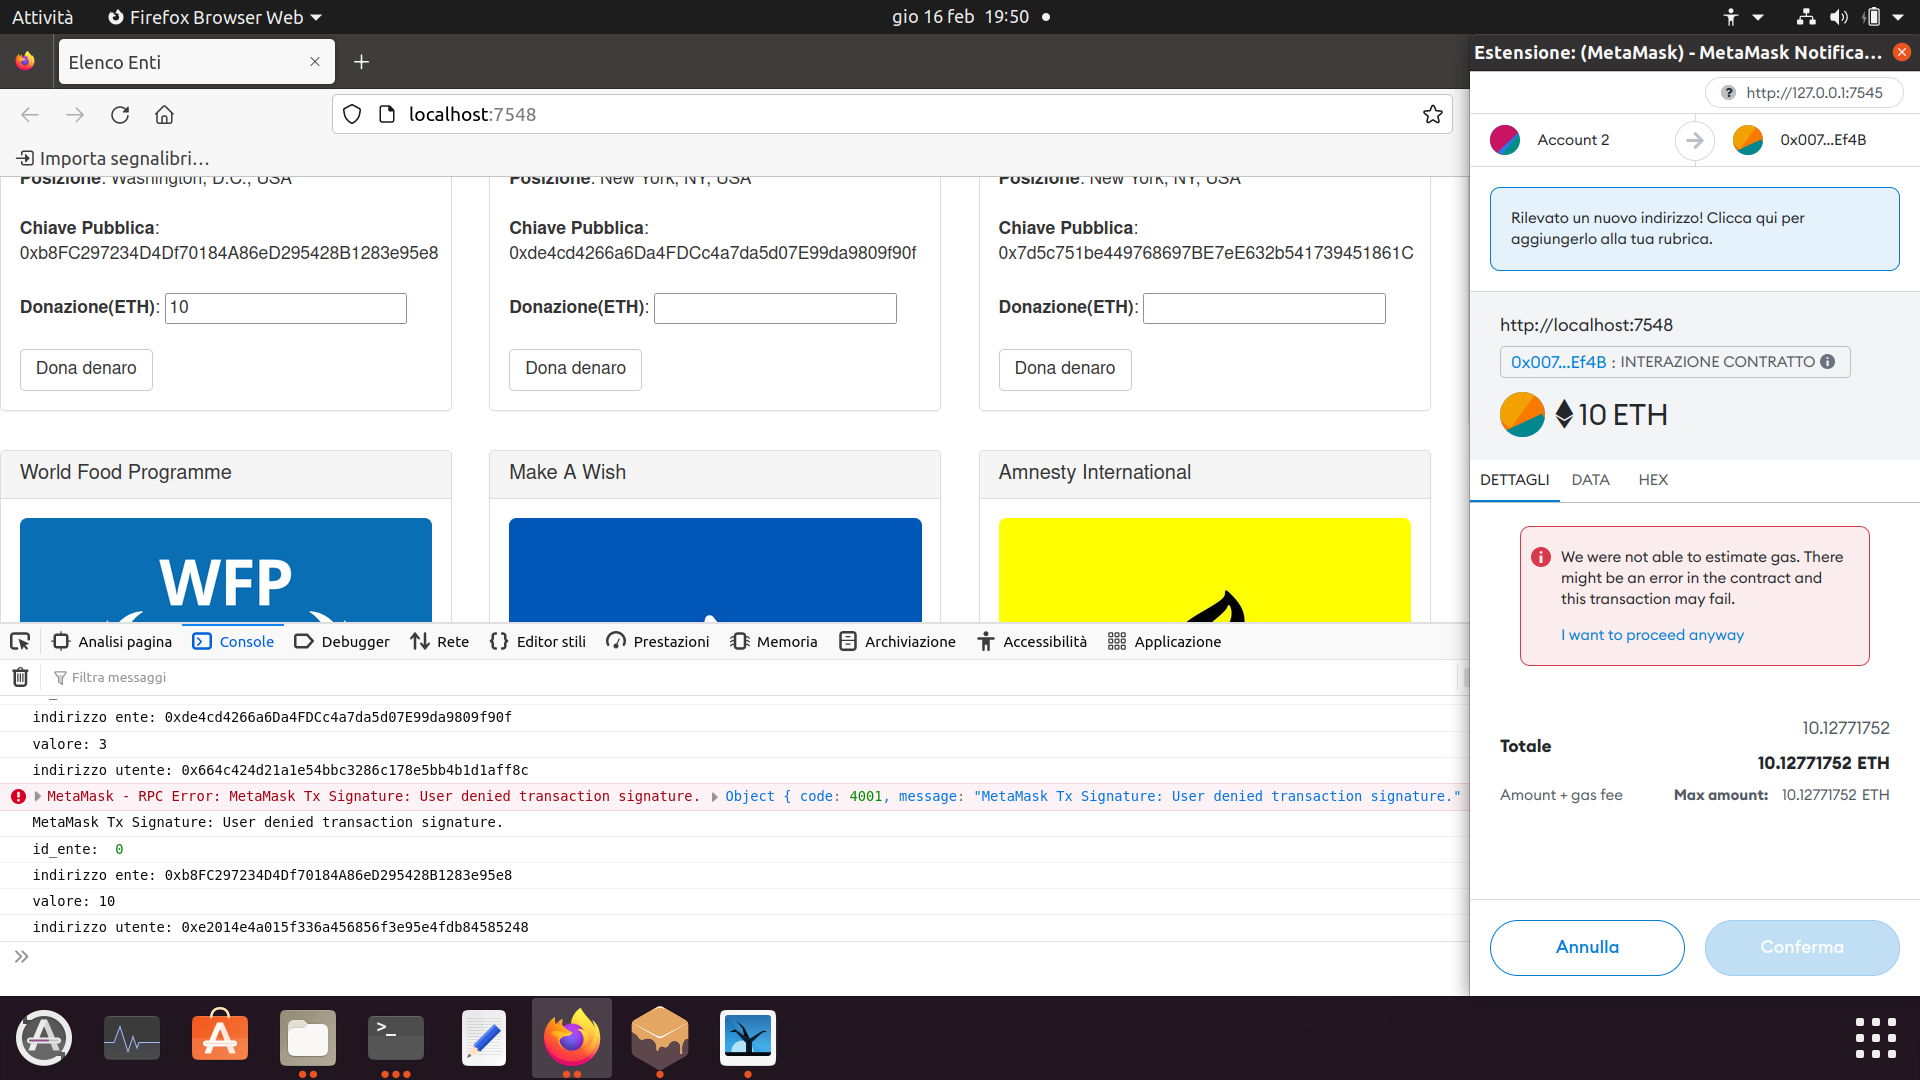 Attività
Firefox Browser Web
gio 16 feb 19:50
Elenco Enti
localhost:7548
Importa segnalibri…
Posizione: Washington, D.C., USA
Chiave Pubblica:
0xb8FC297234D4Df70184A86eD295428B1283e95e8
Donazione(ETH): 10
Dona denaro
Posizione: New York, NY, USA
Chiave Pubblica:
0xde4cd4266a6Da4FDCc4a7da5d07E99da9809f90f
Donazione(ETH):
Dona denaro
Posizione: New York, NY, USA
Chiave Pubblica:
0x7d5c751be449768697BE7eE632b541739451861C
Donazione(ETH):
Dona denaro
World Food Programme
WFP
Make A Wish
Amnesty International
Analisi pagina
Console
Debugger
Rete
Editor stili
Prestazioni
Memoria
Archiviazione
Accessibilità
Applicazione
Filtra messaggi
indirizzo ente: 0xde4cd4266a6Da4FDCc4a7da5d07E99da9809f90f
valore: 3
indirizzo utente: 0x664c424d21a1e54bbc3286c178e5bb4b1d1aff8c
MetaMask - RPC Error: MetaMask Tx Signature: User denied transaction signature. Object { code: 4001, message: "MetaMask Tx Signature: User denied transaction signature."
MetaMask Tx Signature: User denied transaction signature.
id_ente: 0
indirizzo ente: 0xb8FC297234D4Df70184A86eD295428B1283e95e8
valore: 10
indirizzo utente: 0xe2014e4a015f336a456856f3e95e4fdb84585248
Estensione: (MetaMask) - MetaMask Notifica...
http://127.0.0.1:7545
Account 2
0x007...Ef4B
Rilevato un nuovo indirizzo! Clicca qui per
aggiungerlo alla tua rubrica.
http://localhost:7548
0x007...Ef4B : INTERAZIONE CONTRATTO
10 ETH
DETTAGLI
DATA
HEX
We were not able to estimate gas. There
might be an error in the contract and
this transaction may fail.
I want to proceed anyway
10.12771752
Totale
10.12771752 ETH
Amount + gas fee
Max amount: 10.12771752 ETH
Annulla
Conferma